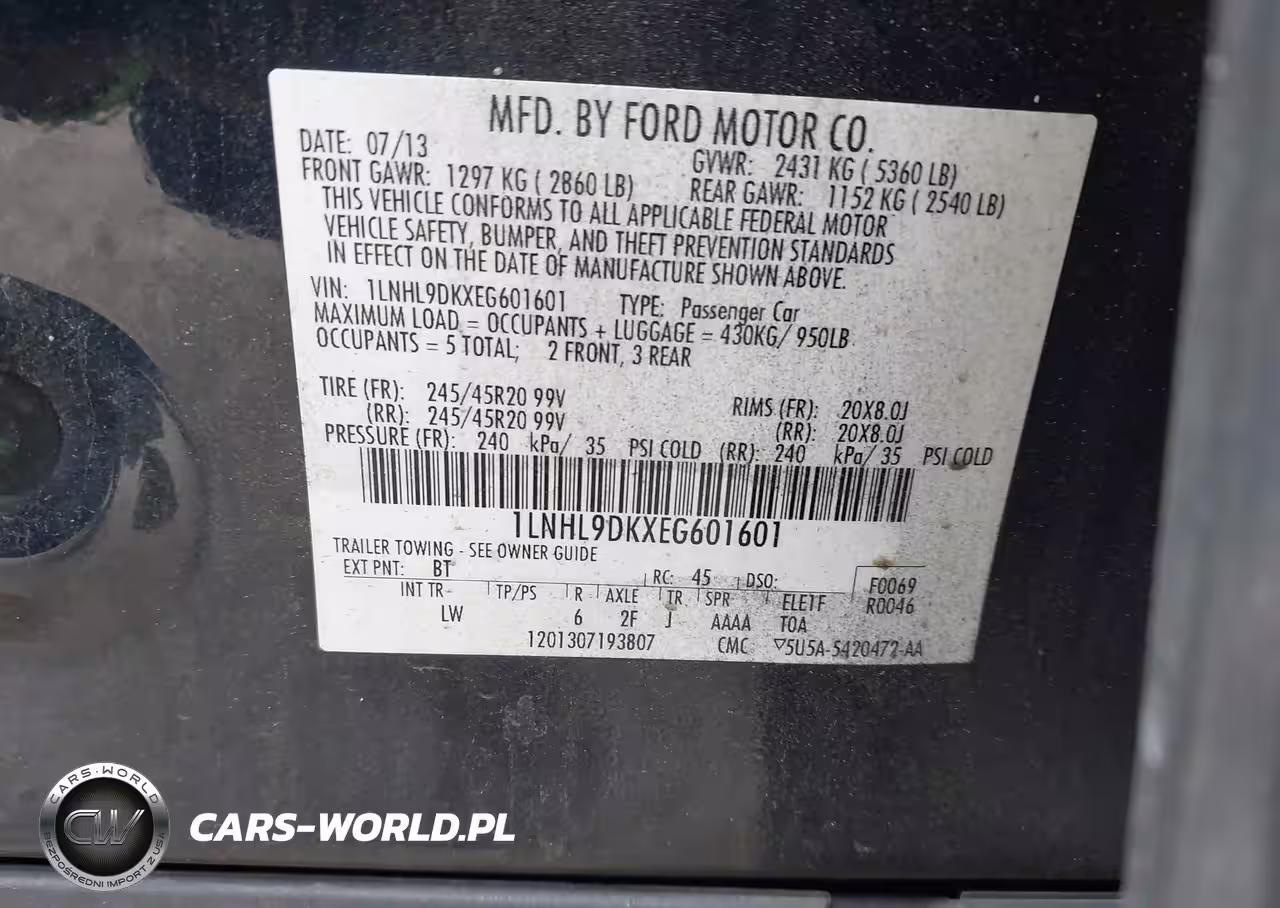 MFD. BY FORD MOTOR CO.
DATE: 07/13 GVWR: 2431 KG ( 5360 LB)
FRONT GAWR: 1297 KG ( 2860 LB) REAR GAWR: 1152 KG ( 2540 LB)
THIS VEHICLE CONFORMS TO ALL APPLICABLE FEDERAL MOTOR
VEHICLE SAFETY, BUMPER, AND THEFT PREVENTION STANDARDS
IN EFFECT ON THE DATE OF MANUFACTURE SHOWN ABOVE.
VIN: 1LNHL9DKXEG601601 TYPE: Passenger Car
MAXIMUM LOAD = OCCUPANTS + LUGGAGE = 430KG/ 950LB
OCCUPANTS = 5 TOTAL; 2 FRONT, 3 REAR
TIRE (FR): 245/45R20 99V RIMS (FR): 20X8.0J
(RR): 245/45R20 99V (RR): 20X8.0J
PRESSURE (FR): 240 kPa/ 35 PSI COLD (RR): 240 kPa/ 35 PSI COLD
1LNHL9DKXEG601601
TRAILER TOWING - SEE OWNER GUIDE
EXT PNT: BT RC: 45 DSO: F0069
INT TR TP/PS R AXLE TR SPR ELETF R0046
LW 6 2F J AAAA T0A
1201307193807 CMC ▽5U5A-5420472-AA
CARS-WORLD
CW
BEZPOŚREDNI IMPORT Z USA
CARS-WORLD.PL